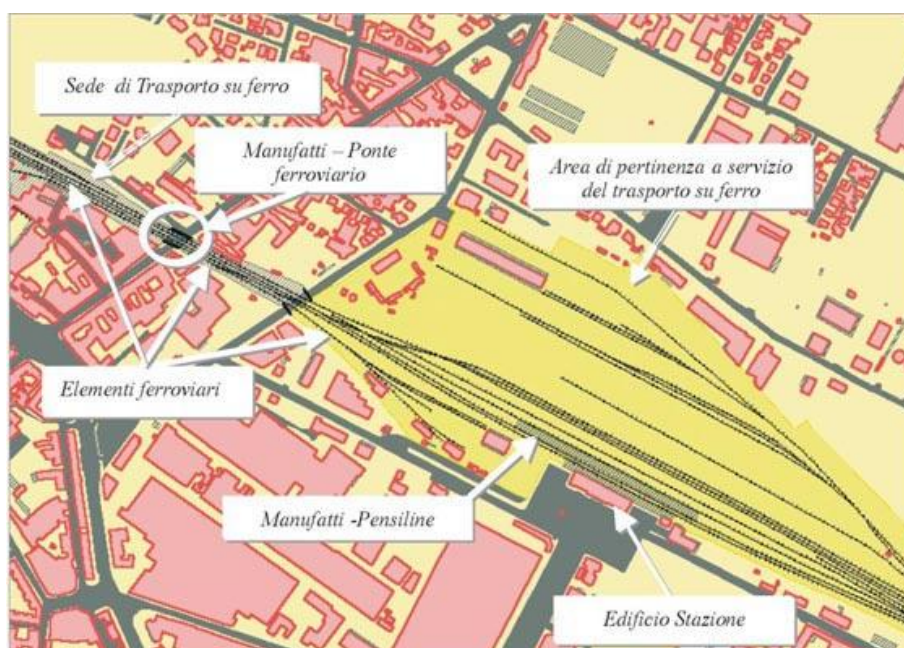 Sede di Trasporto su ferro
Manufatti – Ponte
ferroviario
Area di pertinenza a servizio
del trasporto su ferro
Elementi ferroviari
Manufatti -Pensiline
Edificio Stazione